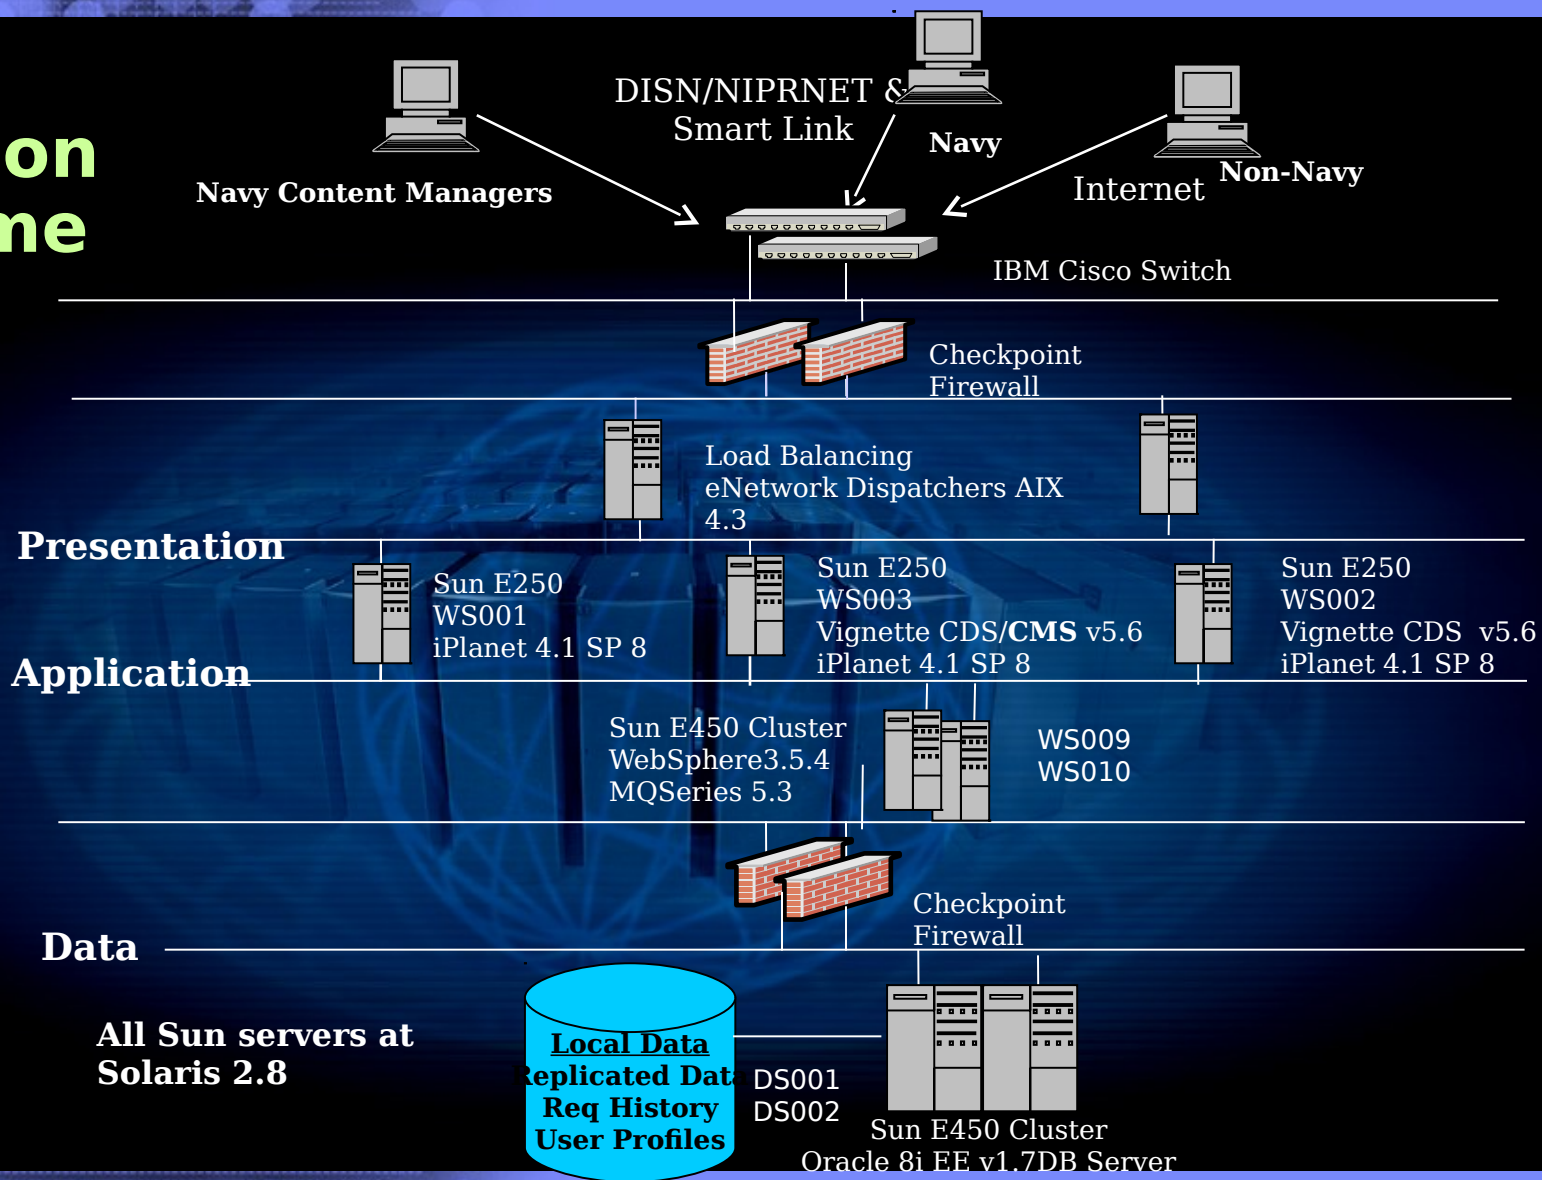 on
me
DISN/NIPRNET &
Smart Link
Navy
Non-Navy
Internet
Navy Content Managers
IBM Cisco Switch
Checkpoint
Firewall
Load Balancing
eNetwork Dispatchers AIX
4.3
Presentation
Sun E250
WS001
iPlanet 4.1 SP 8
Sun E250
WS003
Vignette CDS/CMS v5.6
iPlanet 4.1 SP 8
Sun E250
WS002
Vignette CDS v5.6
iPlanet 4.1 SP 8
Application
Sun E450 Cluster
WebSphere3.5.4
MQSeries 5.3
WS009
WS010
Checkpoint
Firewall
Data
All Sun servers at
Solaris 2.8
Local Data
Replicated Data
Req History
User Profiles
DS001
DS002
Sun E450 Cluster
Oracle 8i EE v1.7DB Server